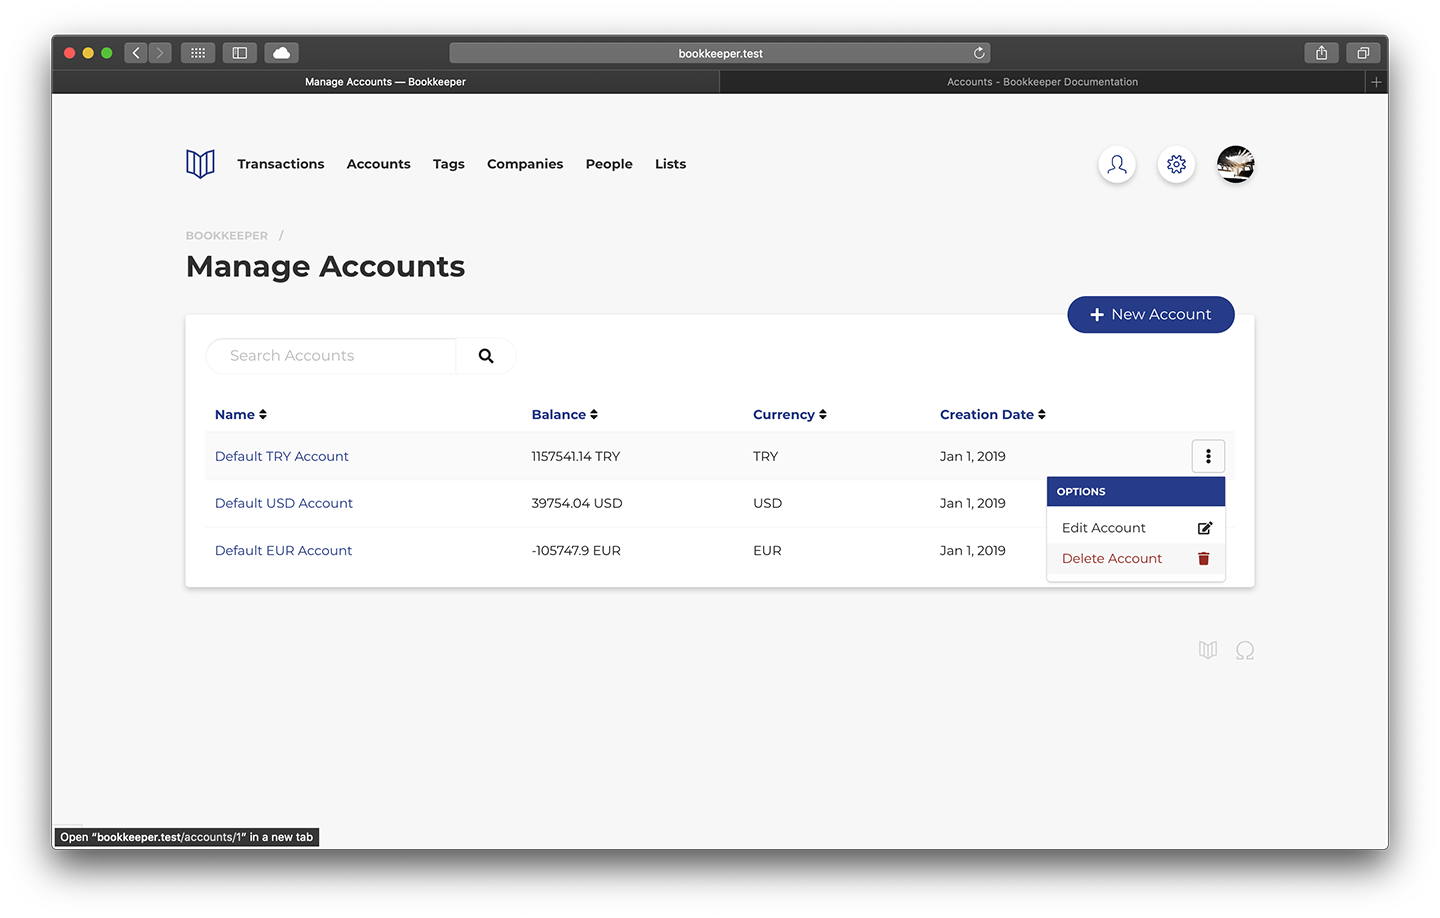 bookkeeper.test
Manage Accounts — Bookkeeper
Accounts - Bookkeeper Documentation
Transactions Accounts Tags Companies People Lists
BOOKKEEPER /
Manage Accounts
+ New Account
Search Accounts
Name Balance Currency Creation Date
Default TRY Account 1157541.14 TRY TRY Jan 1, 2019
OPTIONS
Default USD Account 39754.04 USD USD Jan 1, 2019
Edit Account
Default EUR Account -105747.9 EUR EUR Jan 1, 2019
Delete Account
Open “bookkeeper.test/accounts/1” in a new tab